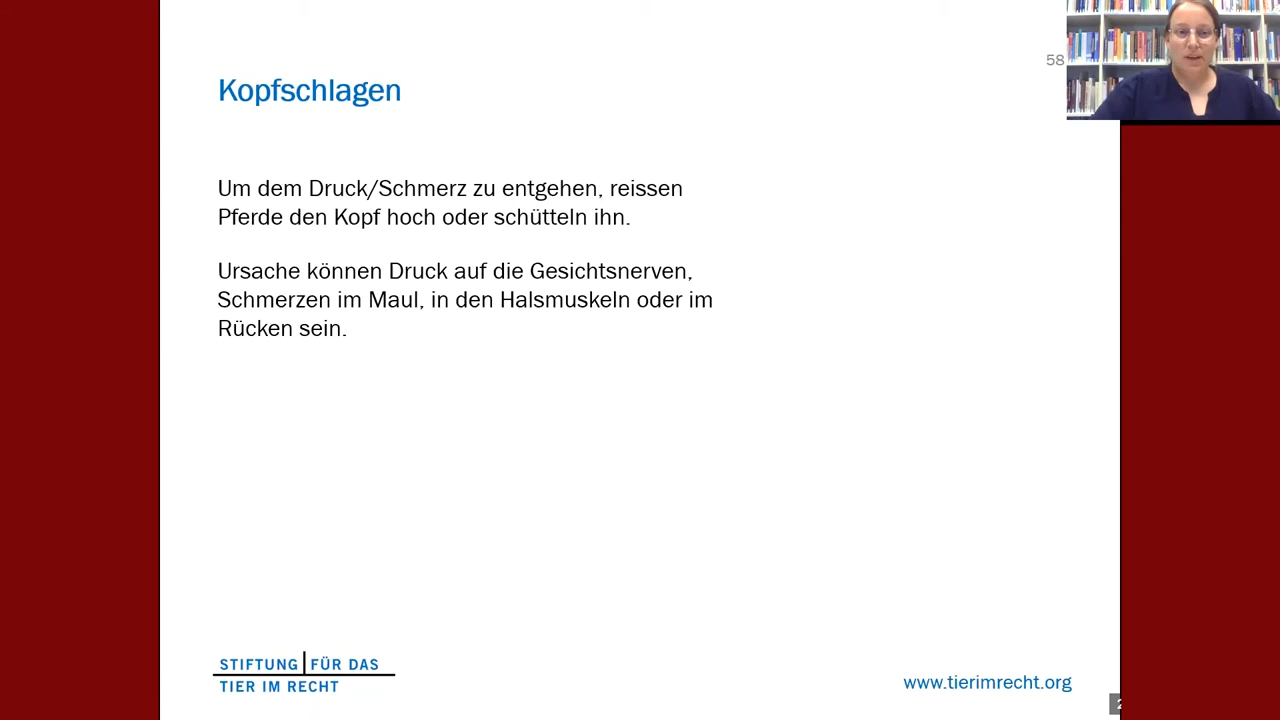 58
Kopfschlagen
Um dem Druck/Schmerz zu entgehen, reissen
Pferde den Kopf hoch oder schütteln ihn.
Ursache können Druck auf die Gesichtsnerven,
Schmerzen im Maul, in den Halsmuskeln oder im
Rücken sein.
STIFTUNG FÜR DAS
TIER IM RECHT
www.tierimrecht.org